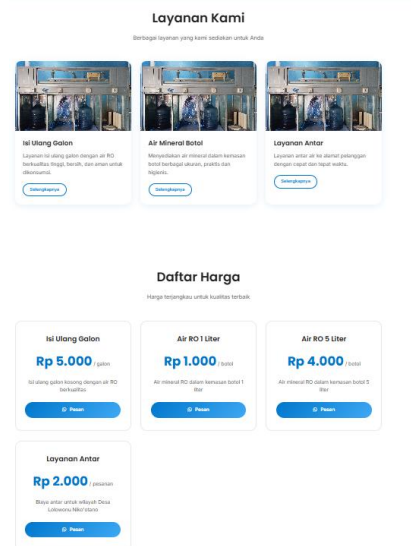 Layanan Kami
Berbagai layanan yang kami sediakan untuk Anda
Isi Ulang Galon
Layanan isi ulang galon dengan air RO
berkualitas tinggi, bersih, dan aman untuk
dikonsumsi.
Selengkapnya
Air Mineral Botol
Menyediakan air mineral dalam kemasan
botol berbagai ukuran, praktis dan
higienis.
Selengkapnya
Layanan Antar
Layanan antar air ke alamat pelanggan
dengan cepat dan tepat waktu.
Selengkapnya
Daftar Harga
Harga terjangkau untuk kualitas terbaik
Isi Ulang Galon
Rp 5.000 / galon
Isi ulang galon kosong dengan air RO
berkualitas
Pesan
Air RO 1 Liter
Rp 1.000 / botol
Air mineral RO dalam kemasan botol 1
liter
Pesan
Air RO 5 Liter
Rp 4.000 / botol
Air mineral RO dalam kemasan botol 5
liter
Pesan
Layanan Antar
Rp 2.000 / pesanan
Biaya antar untuk wilayah Desa
Lolowonu Niko'otano
Pesan